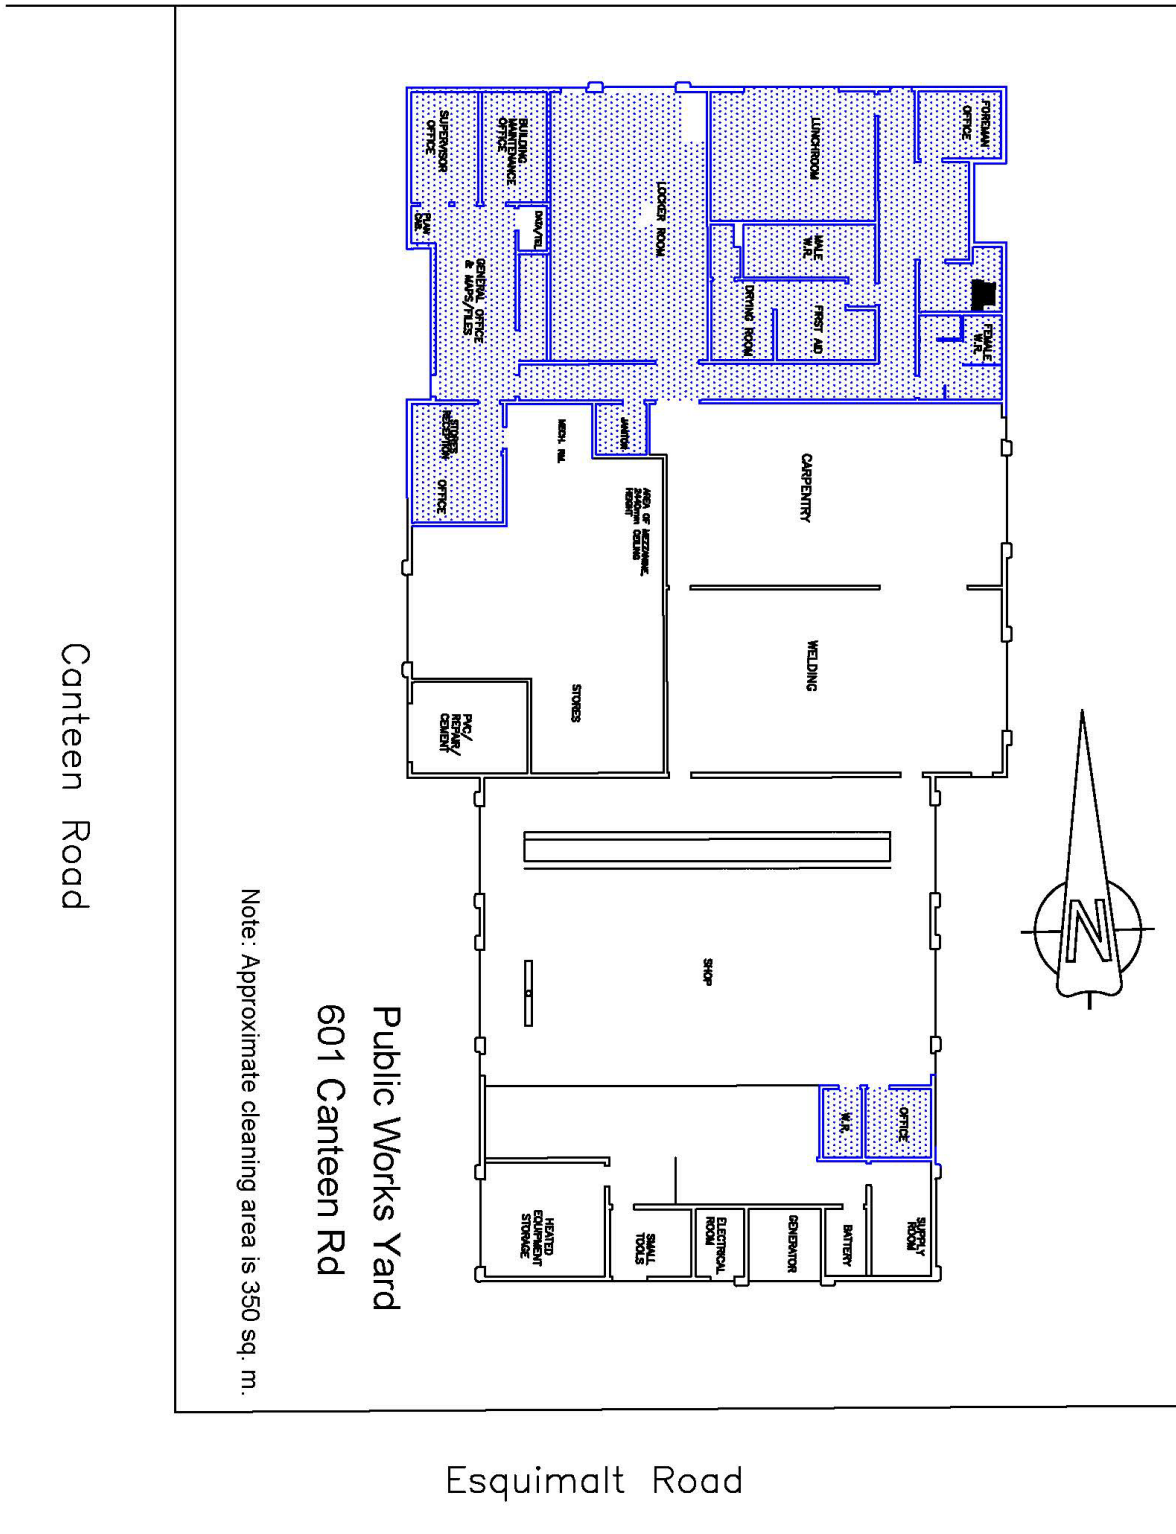 FOREMAN
OFFICE
LUNCHROOM
SUPERVISOR
OFFICE
BUILDING
MAINTENANCE
OFFICE
LOCKER ROOM
PLAN
CAB.
DATA/TEL
MALE
W.R.
GENERAL OFFICE
& MAPS/FILES
DRYING ROOM
FIRST AID
FEMALE
W.R.
STORES
RECEPTION
OFFICE
MECH. RM.
JANITOR
CARPENTRY
AREA OF MEZZANINE,
2440mm CEILING
HEIGHT
WELDING
STORES
PVC/
REPAIR/
CEMENT
N
SHOP
W.R.
OFFICE
HEATED
EQUIPMENT
STORAGE
SMALL
TOOLS
ELECTRICAL
ROOM
GENERATOR
BATTERY
SUPPLY
ROOM
Public Works Yard
601 Canteen Rd
Note: Approximate cleaning area is 350 sq. m.
Canteen Road
Esquimalt Road